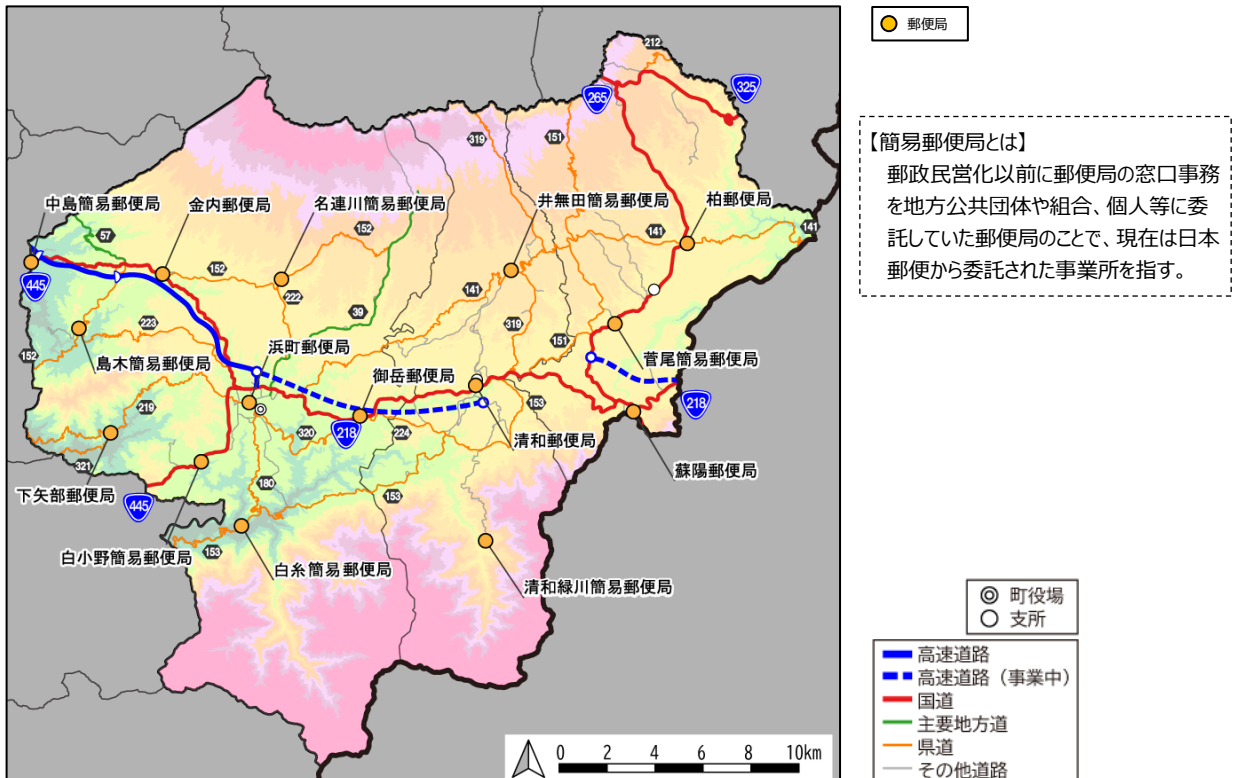 郵便局
【簡易郵便局とは】
郵政民営化以前に郵便局の窓口事務
を地方公共団体や組合、個人等に委
託していた郵便局のことで、現在は日本
郵便から委託された事業所を指す。
212
325
265
319
151
中島簡易郵便局
金内郵便局
名連川簡易郵便局
井無田簡易郵便局
柏郵便局
57
152
141
141
445
152
222
141
39
223
319
151
152
島木簡易郵便局
浜町郵便局
御岳郵便局
菅尾簡易郵便局
219
320
218
224
153
218
清和郵便局
蘇陽郵便局
321
下矢部郵便局
445
180
153
白小野簡易郵便局
153
白糸簡易郵便局
清和緑川簡易郵便局
町役場
支所
高速道路
高速道路（事業中）
国道
主要地方道
県道
その他道路
0 2 4 6 8 10km